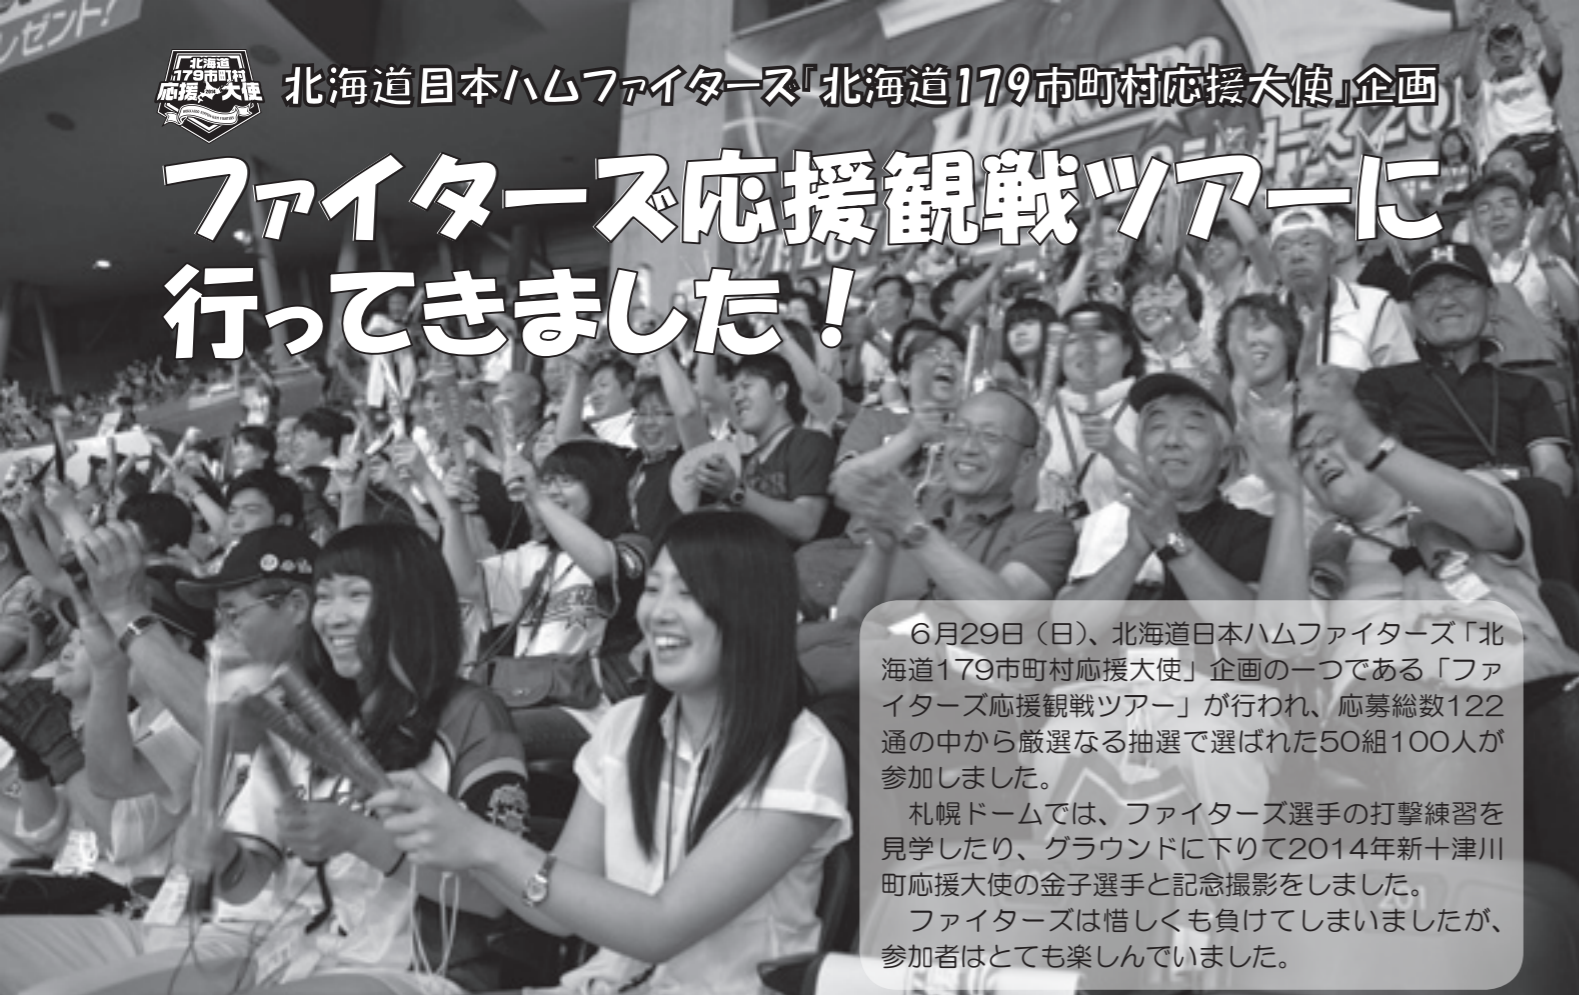 レゼント!
北海道
179市町村
応援大使
北海道日本ハムファイターズ『北海道179市町村応援大使』企画
ファイターズ応援観戦ツアーに
行ってきました！
HOKKAIDO
WE LOV
6月29日（日）、北海道日本ハムファイターズ「北
海道179市町村応援大使」企画の一つである「ファ
イターズ応援観戦ツアー」が行われ、応募総数122
通の中から厳選なる抽選で選ばれた50組100人が
参加しました。
札幌ドームでは、ファイターズ選手の打撃練習を
見学したり、グラウンドに下りて2014年新十津川
町応援大使の金子選手と記念撮影をしました。
ファイターズは惜しくも負けてしまいましたが、
参加者はとても楽しんでいました。